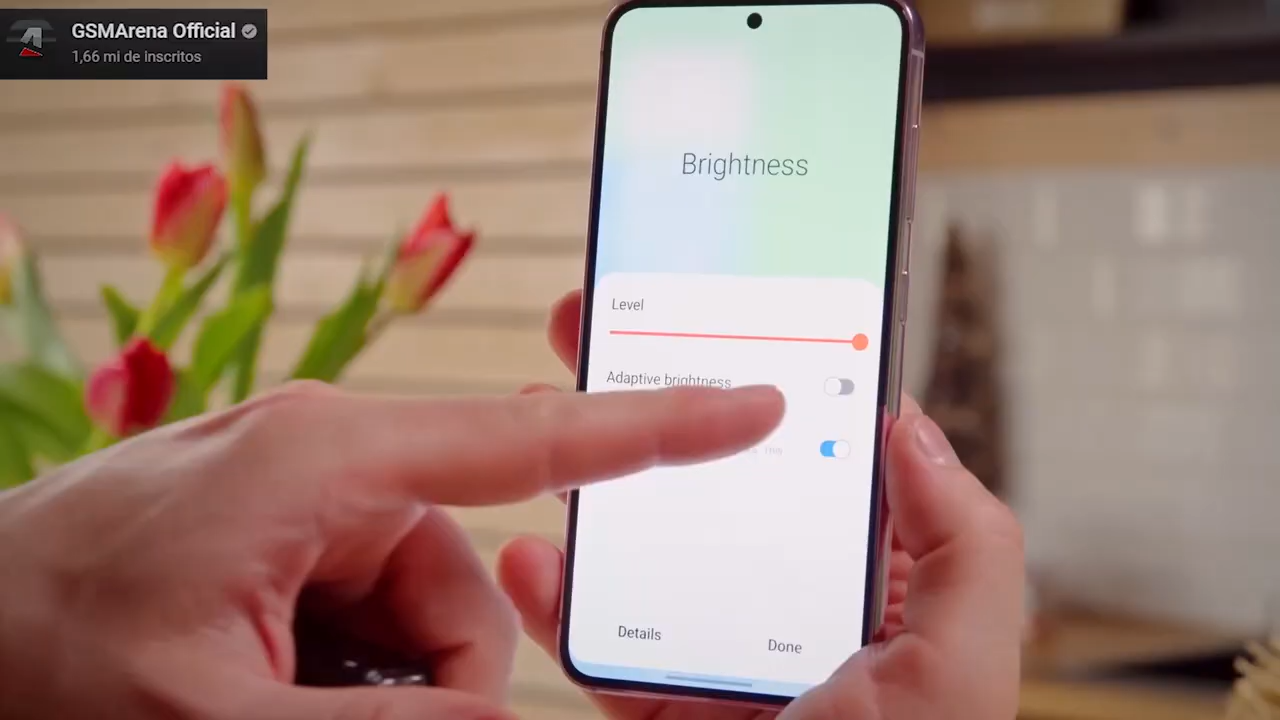 GSMArena Official
1,66 mi de inscritos
Brightness
Level
Adaptive brightness
Details
Done